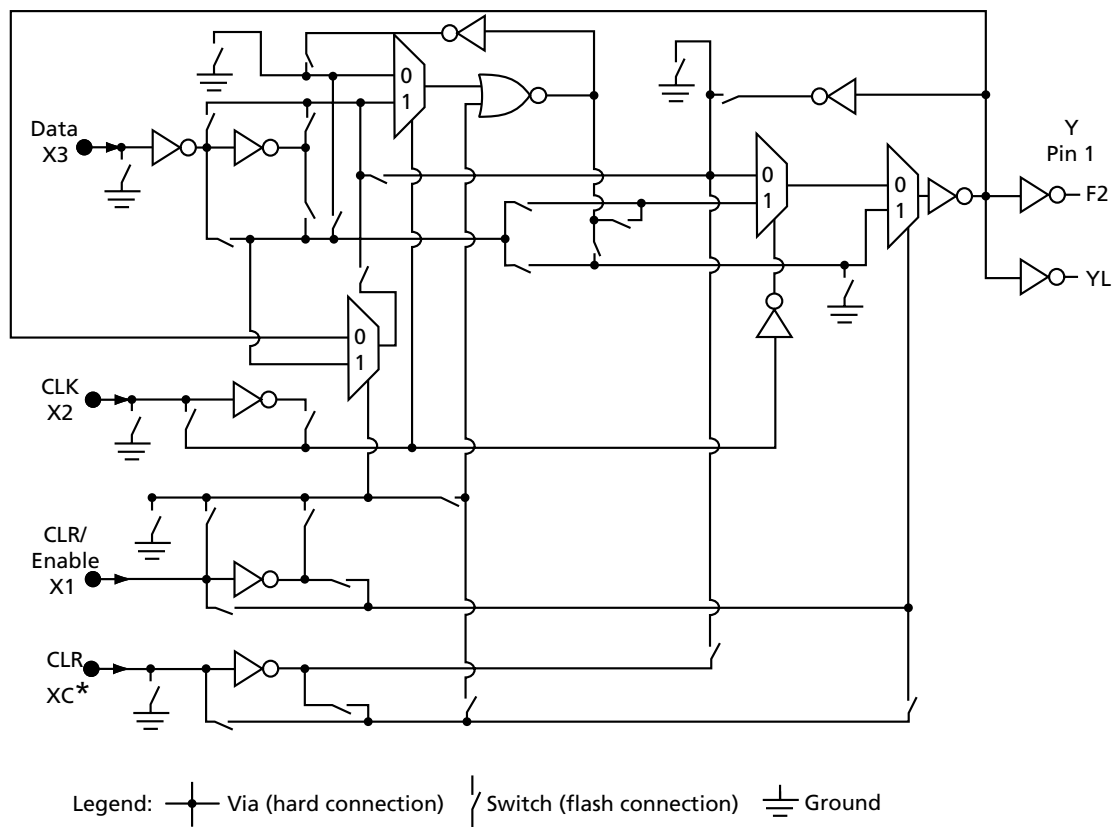 0
1
Data
X3
0
1
0
1
Y
Pin 1
F2
YL
0
1
CLK
X2
CLR/
Enable
X1
CLR
XC*
Legend: Via (hard connection) Switch (flash connection) Ground